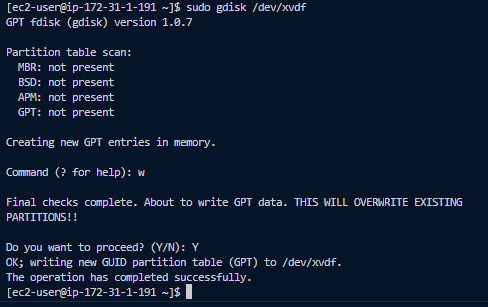 [ec2-user@ip-172-31-1-191 ~]$ sudo gdisk /dev/xvdf
GPT fdisk (gdisk) version 1.0.7
Partition table scan:
  MBR: not present
  BSD: not present
  APM: not present
  GPT: not present
Creating new GPT entries in memory.
Command (? for help): w
Final checks complete. About to write GPT data. THIS WILL OVERWRITE EXISTING
PARTITIONS!!
Do you want to proceed? (Y/N): Y
OK; writing new GUID partition table (GPT) to /dev/xvdf.
The operation has completed successfully.
[ec2-user@ip-172-31-1-191 ~]$